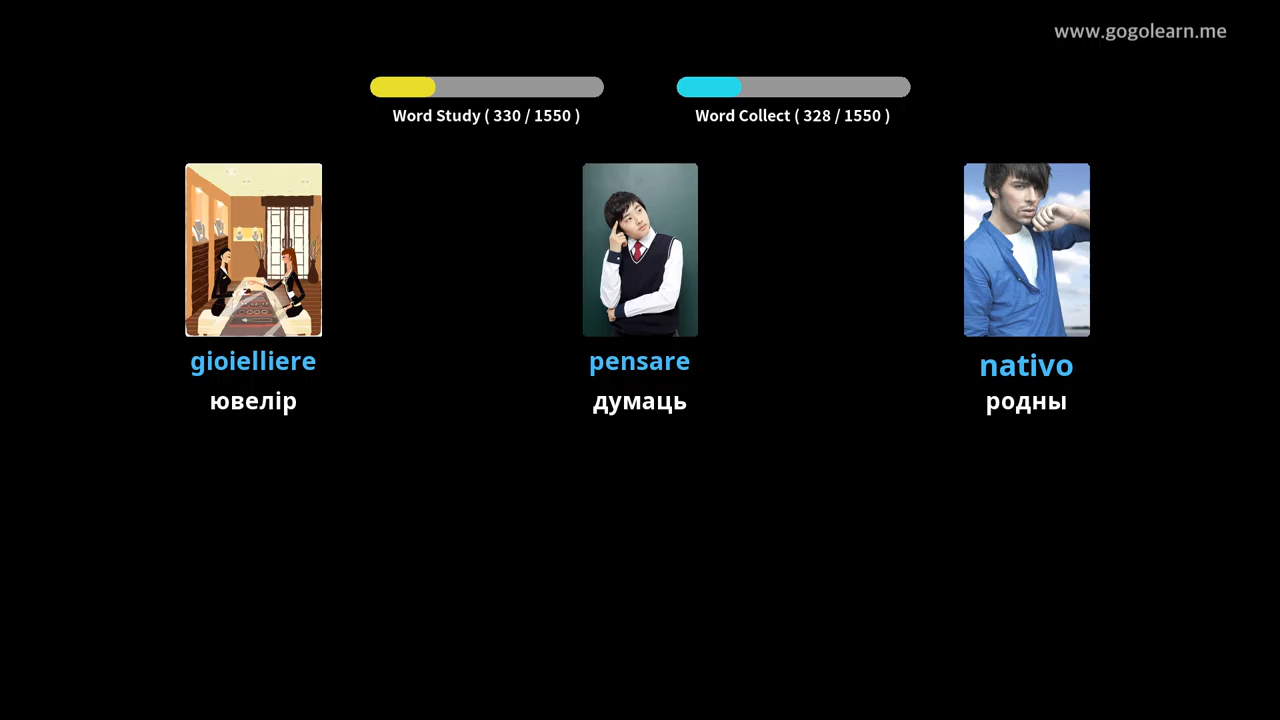 www.gogolearn.me
Word Study ( 330 / 1550 )
Word Collect ( 328 / 1550 )
gioielliere
pensare
nativo
ювелір
думаць
родны